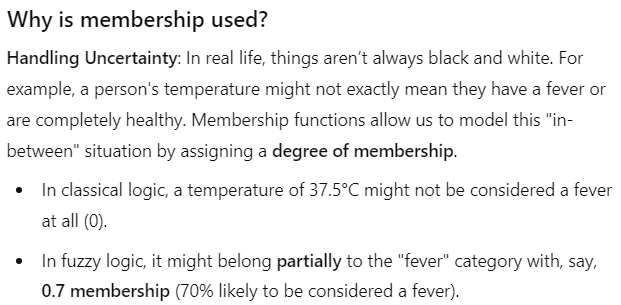 Why is membership used?
Handling Uncertainty: In real life, things aren’t always black and white. For
example, a person's temperature might not exactly mean they have a fever or
are completely healthy. Membership functions allow us to model this "in-
between" situation by assigning a degree of membership.
• In classical logic, a temperature of 37.5°C might not be considered a fever
at all (0).
• In fuzzy logic, it might belong partially to the "fever" category with, say,
0.7 membership (70% likely to be considered a fever).